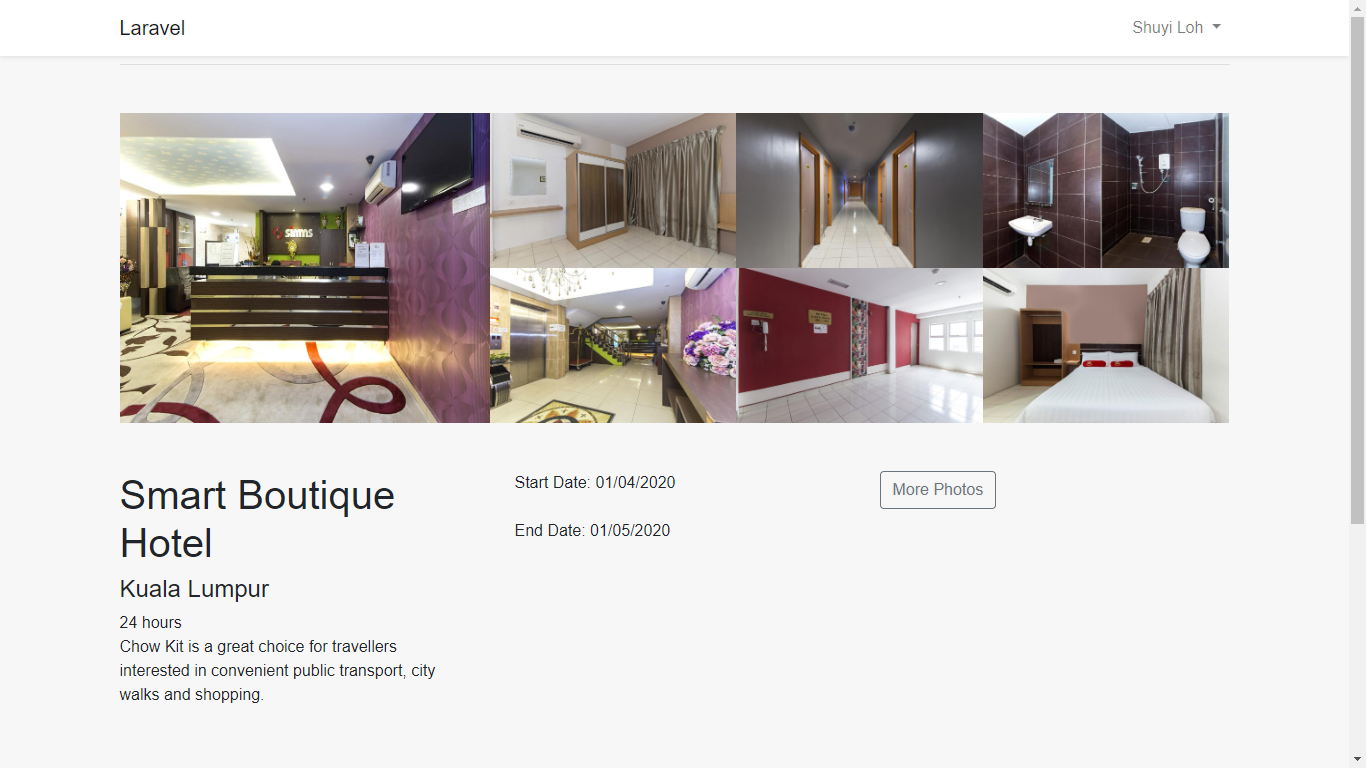 Laravel
Shuyi Loh
SIMMS
Smart Boutique
Hotel
Kuala Lumpur
24 hours
Chow Kit is a great choice for travellers
interested in convenient public transport, city
walks and shopping.
Start Date: 01/04/2020
End Date: 01/05/2020
More Photos